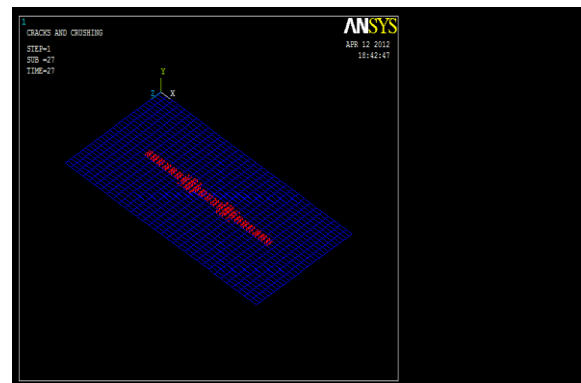 1
ANSYS
CRACKS AND CRUSHING
STEP=1
SUB =27
TIME=27
APR 12 2012
18:42:47
Y
Z X